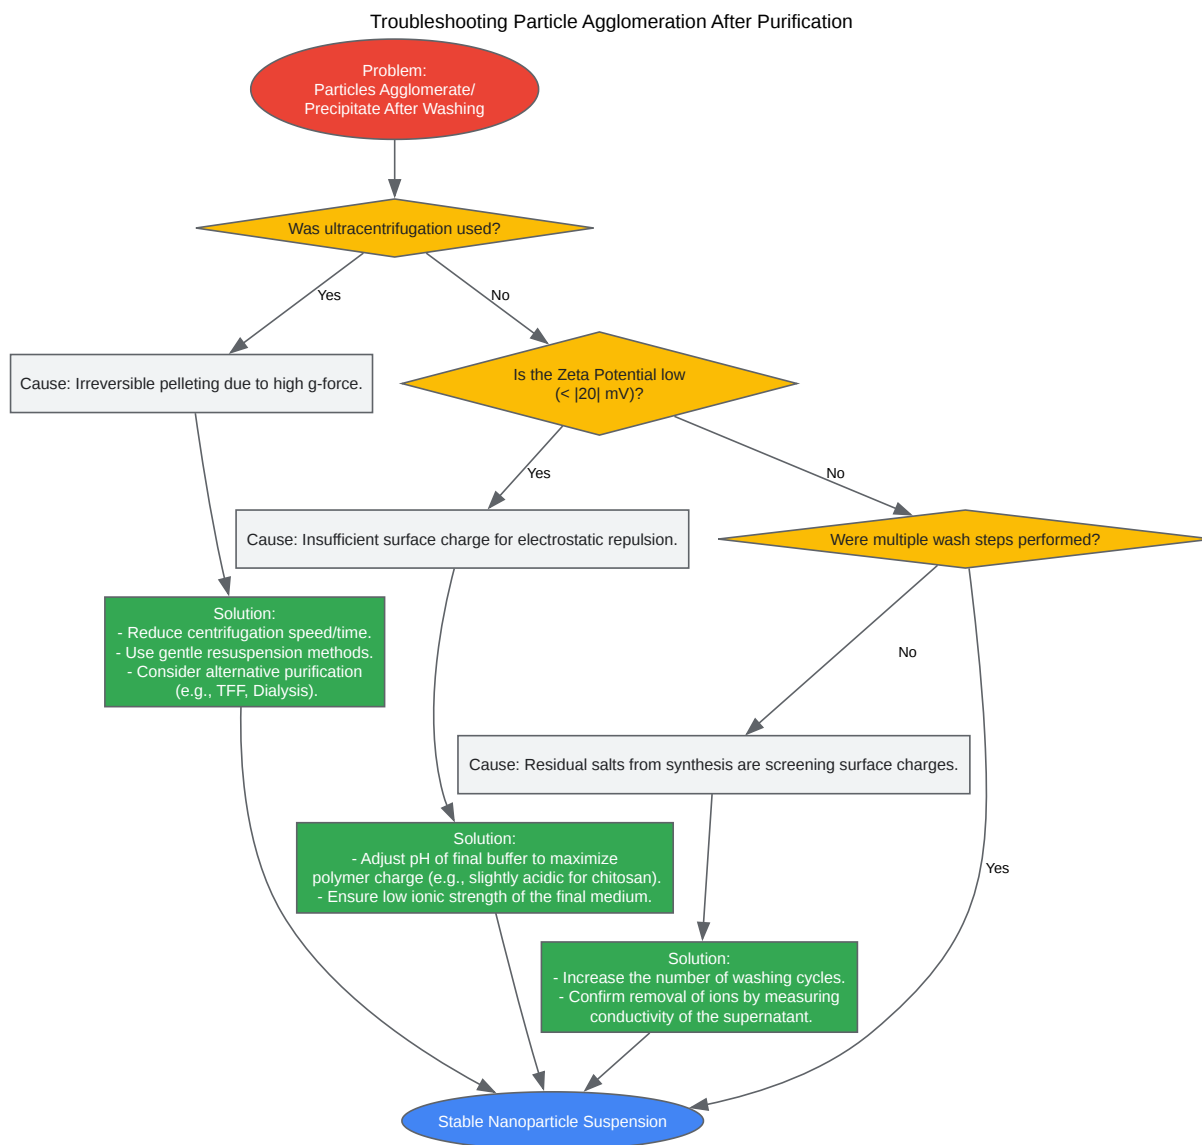 Troubleshooting Particle Agglomeration After Purification
Problem:
Particles Agglomerate/
Precipitate After Washing
Was ultracentrifugation used?
Yes
No
Cause: Irreversible pelleting due to high g-force.
Is the Zeta Potential low
(< |20| mV)?
Yes
No
Cause: Insufficient surface charge for electrostatic repulsion.
Were multiple wash steps performed?
Solution:
- Reduce centrifugation speed/time.
- Use gentle resuspension methods.
- Consider alternative purification
(e.g., TFF, Dialysis).
No
Cause: Residual salts from synthesis are screening surface charges.
Solution:
- Adjust pH of final buffer to maximize
polymer charge (e.g., slightly acidic for chitosan).
- Ensure low ionic strength of the final medium.
Yes
Solution:
- Increase the number of washing cycles.
- Confirm removal of ions by measuring
conductivity of the supernatant.
Stable Nanoparticle Suspension